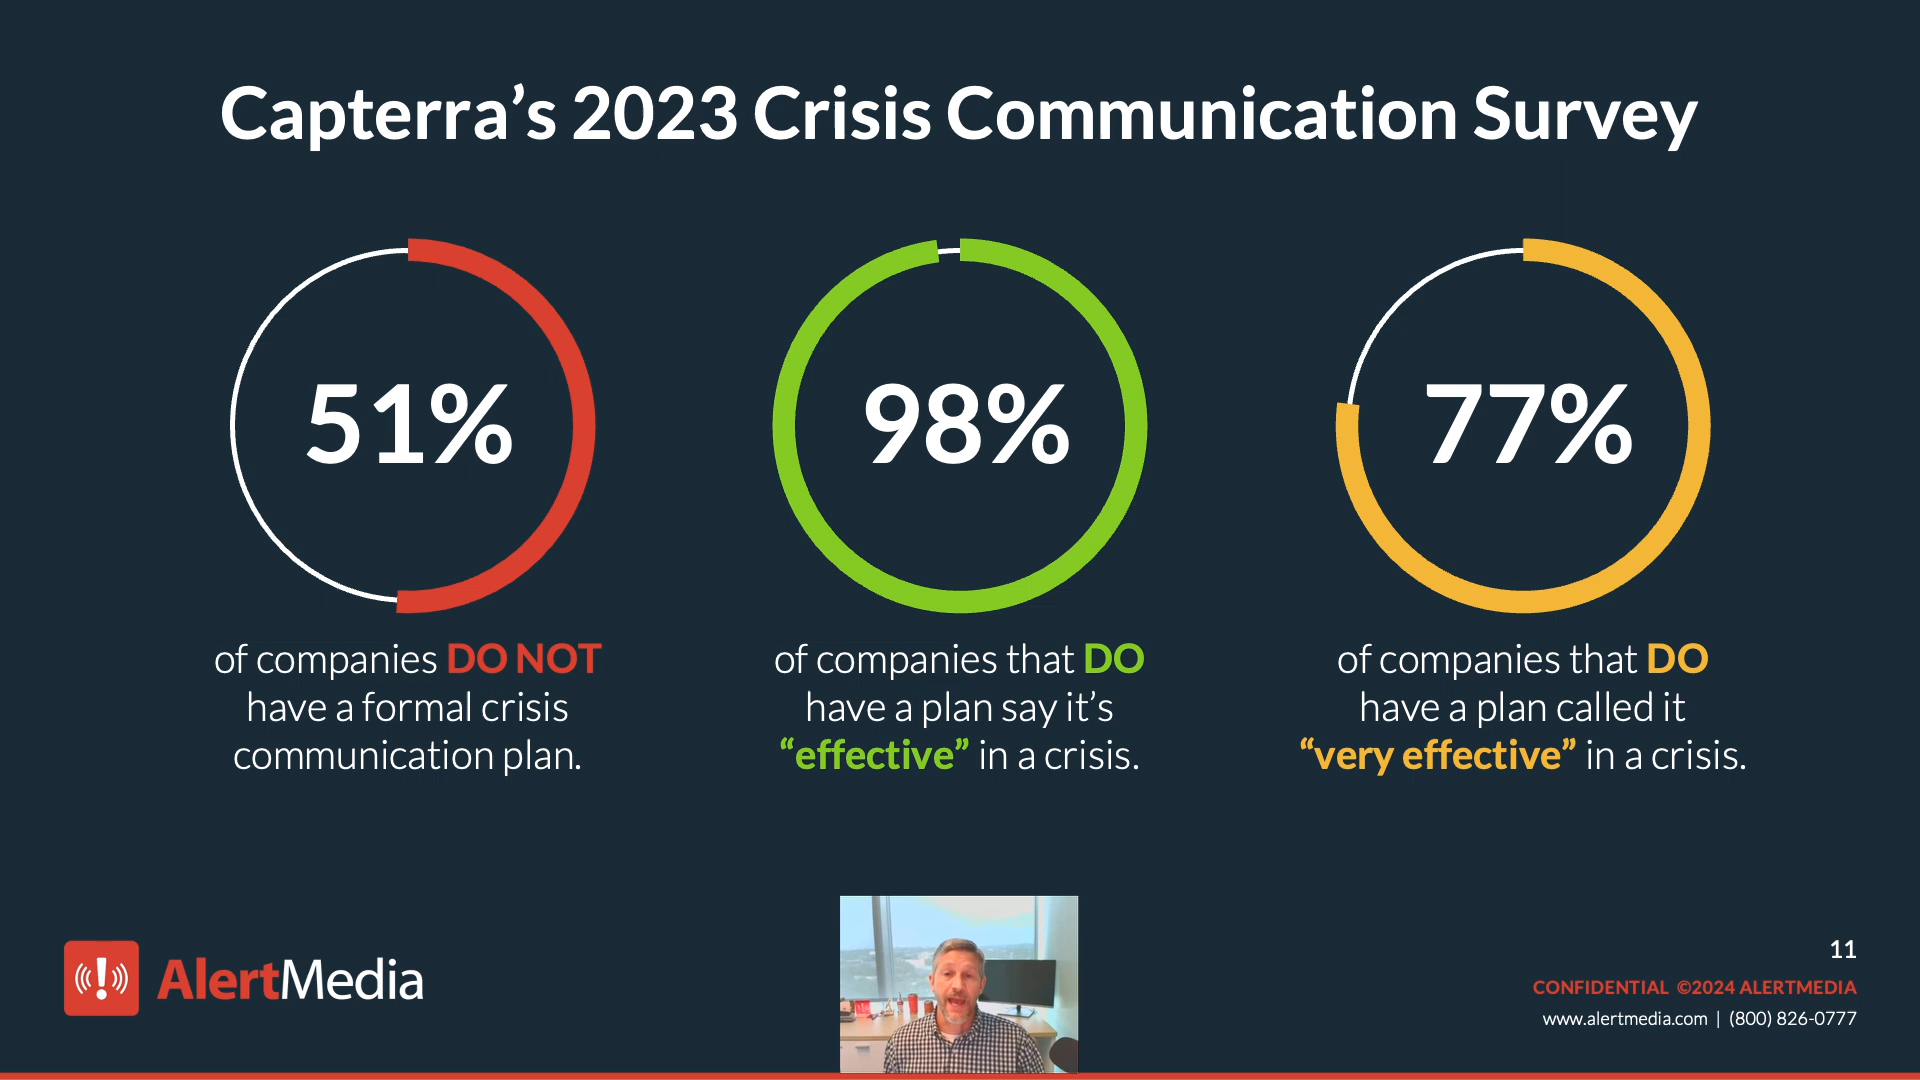 Capterra’s 2023 Crisis Communication Survey
51%
of companies DO NOT
have a formal crisis
communication plan.
98%
of companies that DO
have a plan say it’s
“effective” in a crisis.
77%
of companies that DO
have a plan called it
“very effective” in a crisis.
AlertMedia
11
CONFIDENTIAL ©2024 ALERTMEDIA
www.alertmedia.com | (800) 826-0777